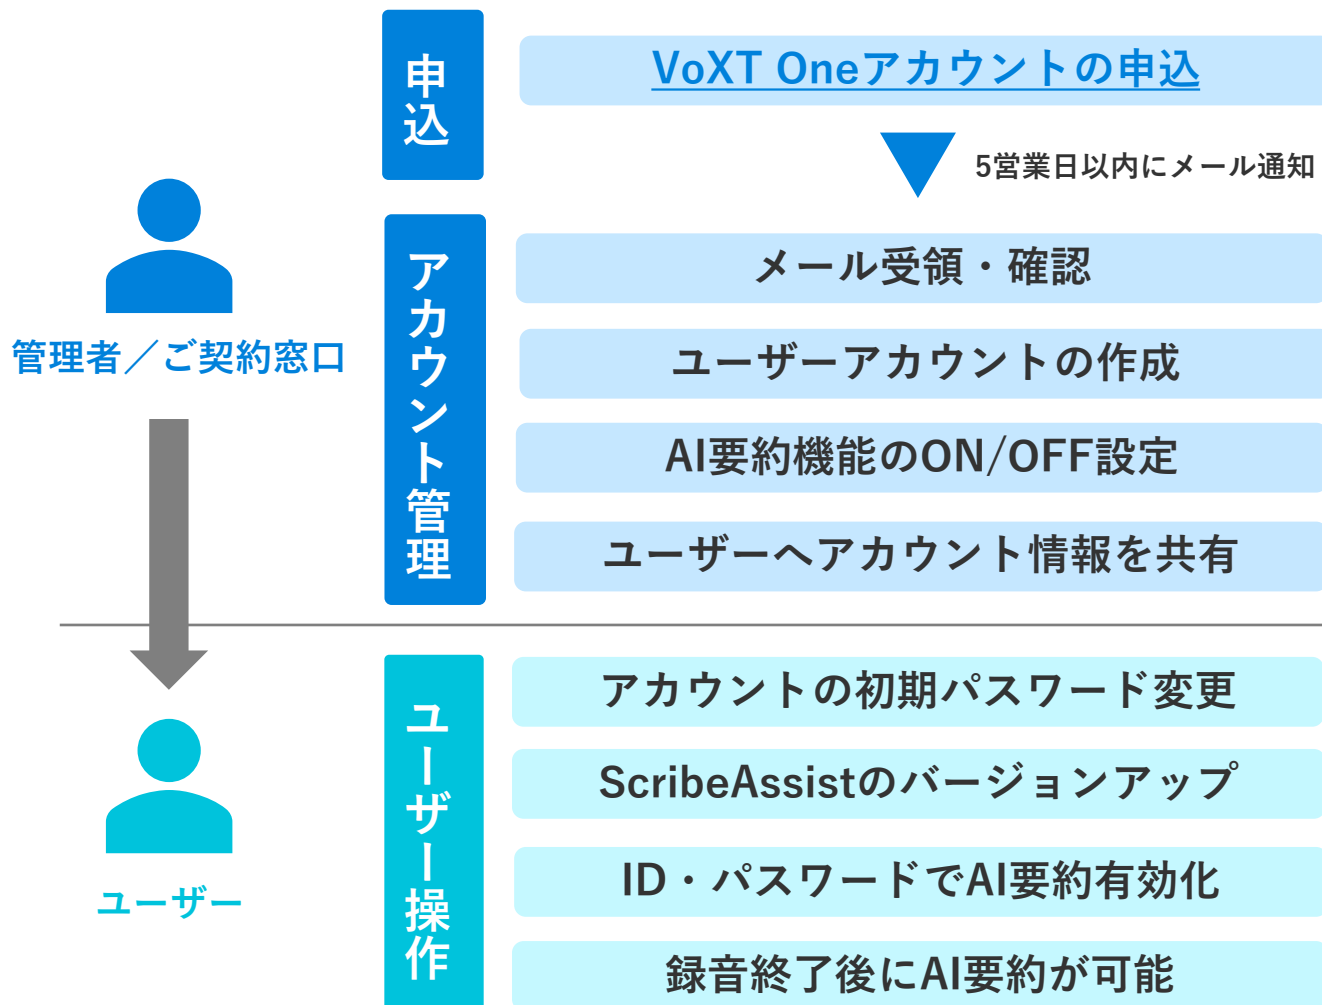 申込
VoXT Oneアカウントの申込
5営業日以内にメール通知
管理者／ご契約窓口
アカウント管理
メール受領・確認
ユーザーアカウントの作成
AI要約機能のON/OFF設定
ユーザーへアカウント情報を共有
ユーザー
ユーザー操作
アカウントの初期パスワード変更
ScribeAssistのバージョンアップ
ID・パスワードでAI要約有効化
録音終了後にAI要約が可能